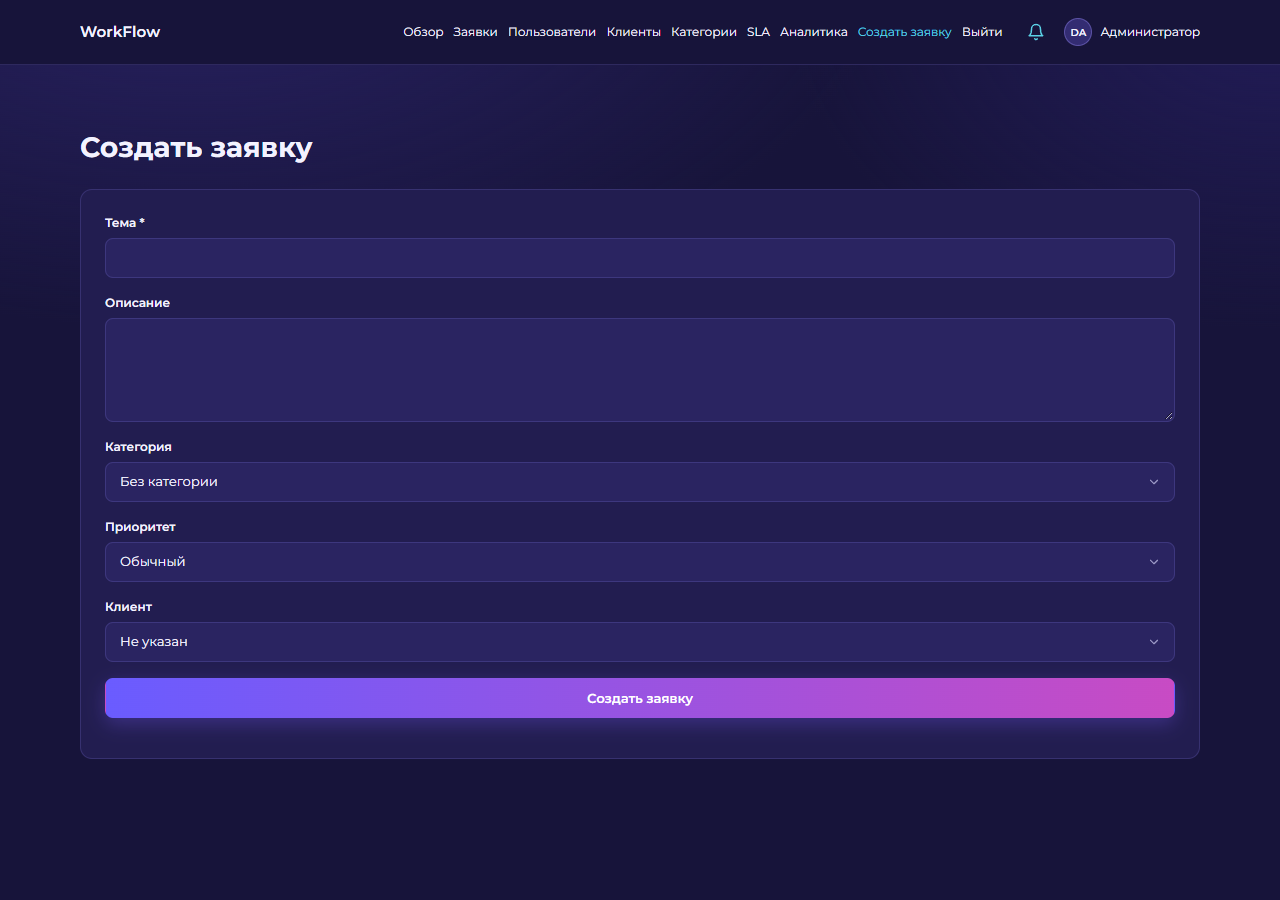 WorkFlow
Обзор Заявки Пользователи Клиенты Категории SLA Аналитика Создать заявку Выйти DA Администратор
Создать заявку
Тема *
Описание
Категория
Без категории
Приоритет
Обычный
Клиент
Не указан
Создать заявку